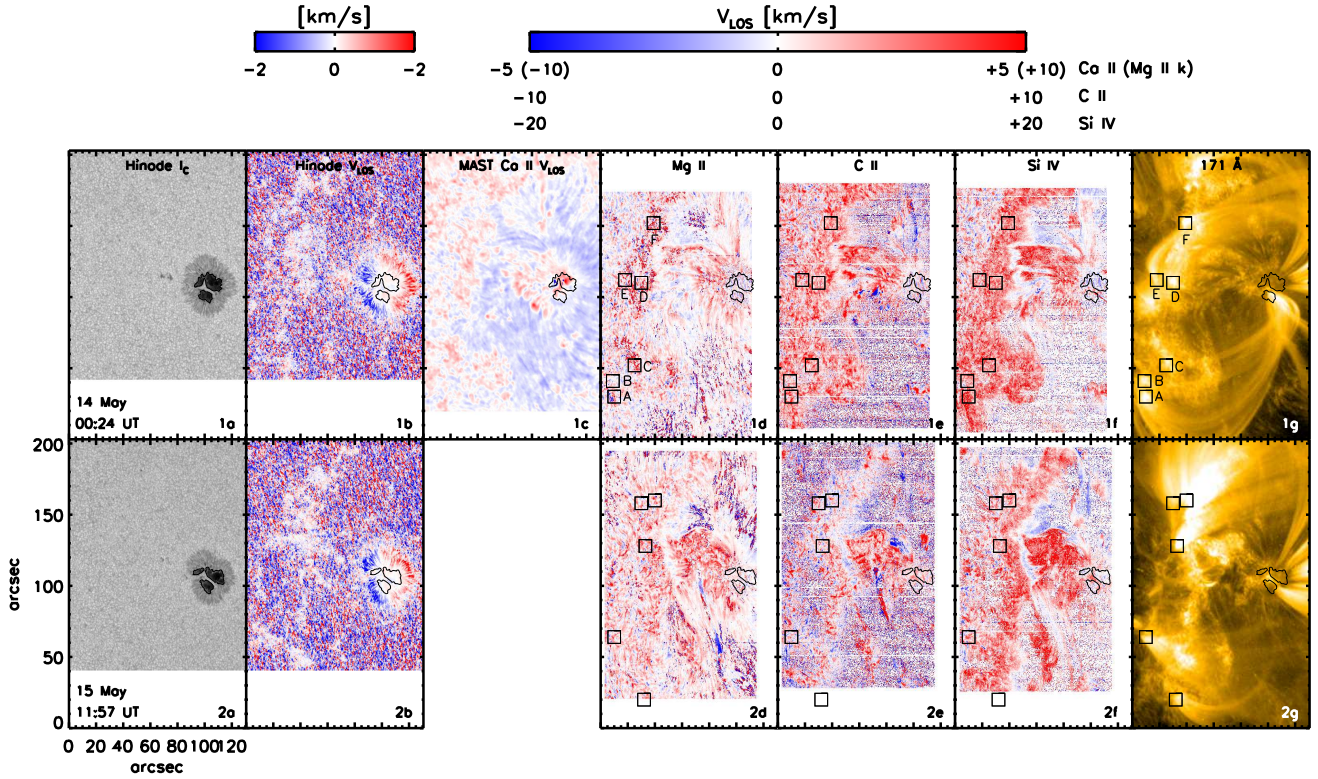 [km/s] V_LOS [km/s]
−2 0 −2 −5 (−10) 0 +5 (+10) Ca II (Mg II k)
−10 0 +10 C II
−20 0 +20 Si IV
Hinode I_C Hinode V_LOS MAST Ca II V_LOS Mg II C II Si IV 171 Å
F F
E D E D
C C
B B
A A
14 May
00:24 UT 1a 1b 1c 1d 1e 1f 1g
200
150
100
50
0
arcsec
15 May
11:57 UT 2a 2b 2d 2e 2f 2g
0 20 40 60 80 100 120
arcsec